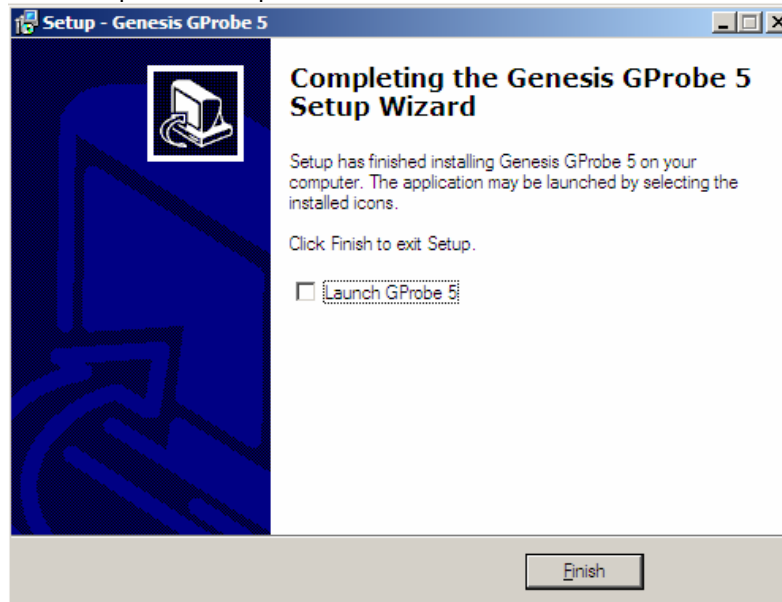 Setup - Genesis GProbe 5
Completing the Genesis GProbe 5
Setup Wizard
Setup has finished installing Genesis GProbe 5 on your
computer. The application may be launched by selecting the
installed icons.
Click Finish to exit Setup.
Launch GProbe 5
Finish